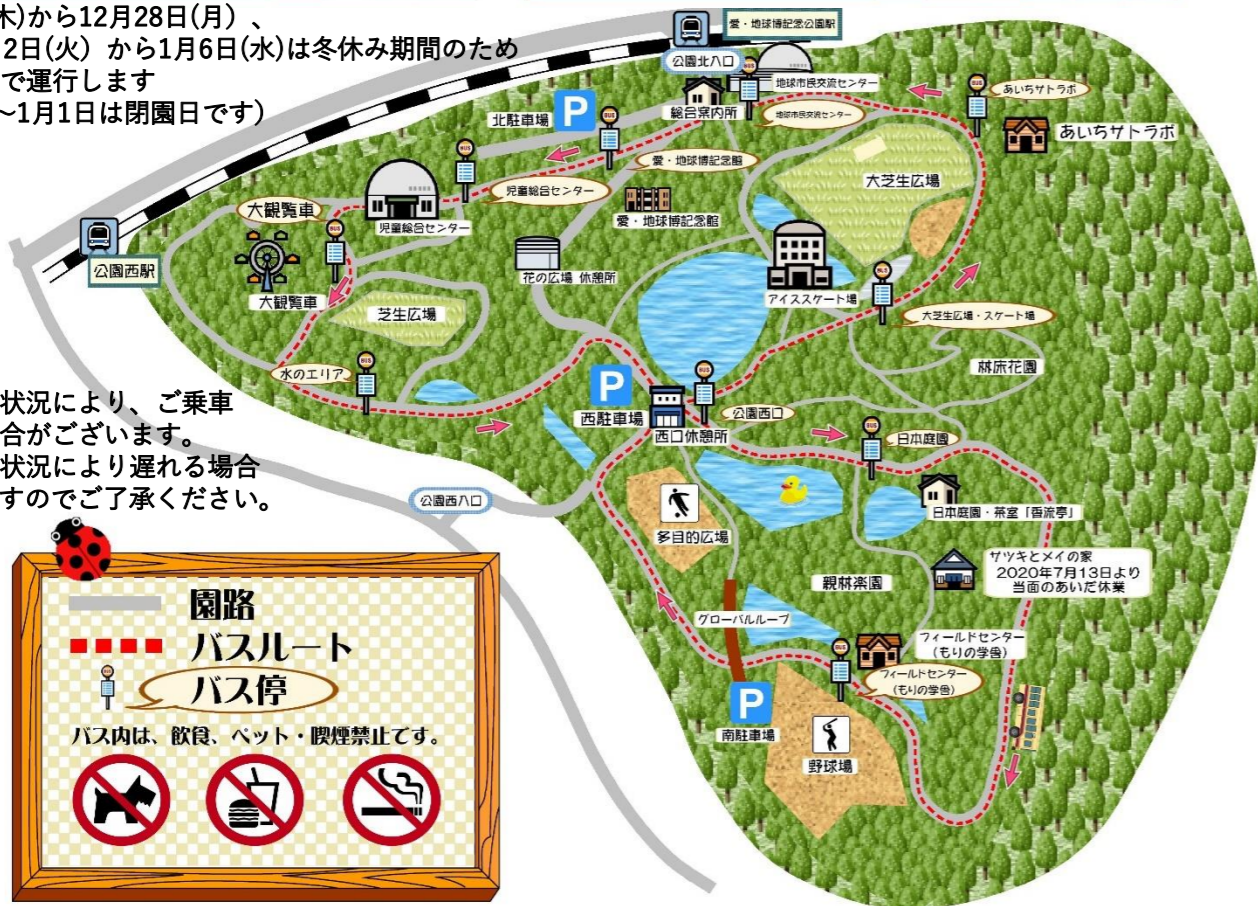 木)から12月28日(月)、
2日(火)から1月6日(水)は冬休み期間のため
で運行します
~1月1日は閉園日です)
愛・地球博記念公園駅
公園北入口
地球市民交流センター
総合案内所
地球市民交流センター
あいちサトラボ
あいちサトラボ
P
北駐車場
愛・地球博記念館
大芝生広場
児童総合センター
愛・地球博記念館
大観覧車
児童総合センター
公園西駅
大観覧車
花の広場 休憩所
アイススケート場
芝生広場
大芝生広場・スケート場
水のエリア
林床花園
状況により、ご乗車
合がございます。
状況により遅れる場合
すのでご了承ください。
P
西駐車場
西口休憩所
公園西口
日本庭園
公園西入口
日本庭園・茶室「香流亭」
多目的広場
サツキとメイの家
2020年7月13日より
当面のあいだ休業
親林楽園
グローバルループ
フィールドセンター
(もりの学舎)
フィールドセンター
(もりの学舎)
P
南駐車場
野球場
園路
バスルート
BUS
バス停
バス内は、飲食、ペット・喫煙禁止です。
BUS
BUS
BUS
BUS
BUS
BUS
BUS
BUS
BUS
BUS